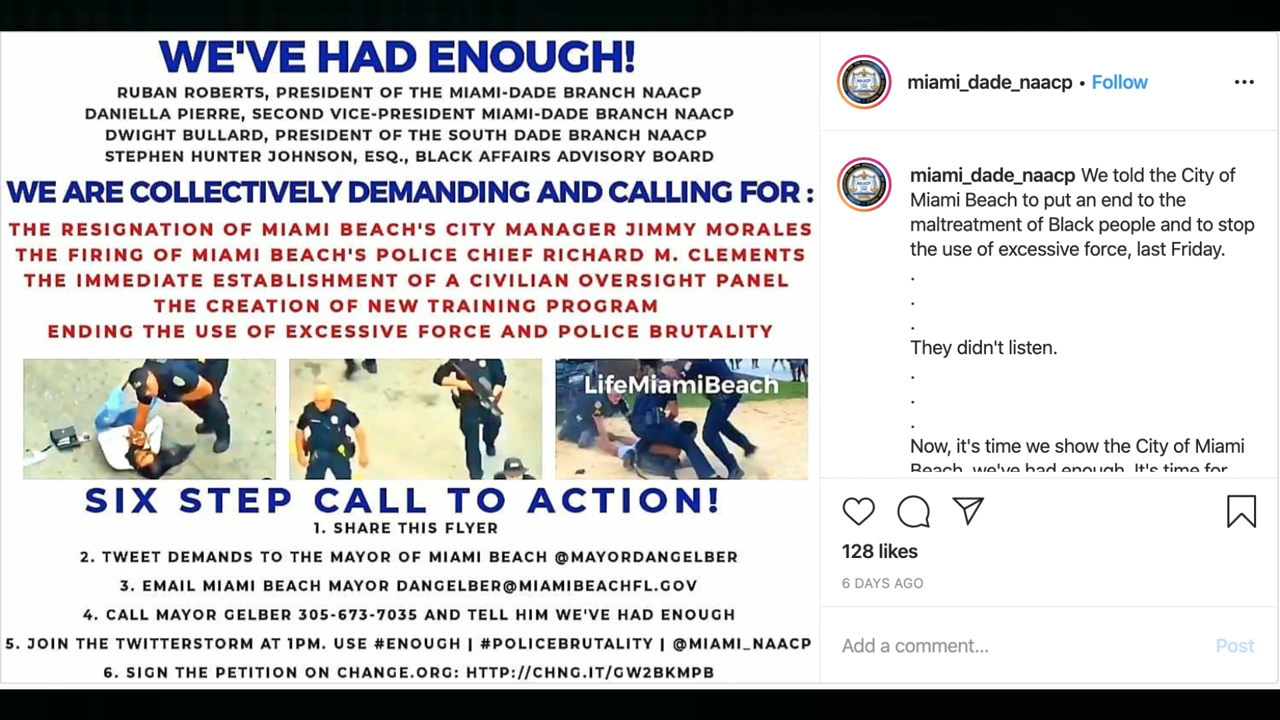 WE'VE HAD ENOUGH!
RUBAN ROBERTS, PRESIDENT OF THE MIAMI-DADE BRANCH NAACP
DANIELLA PIERRE, SECOND VICE-PRESIDENT MIAMI-DADE BRANCH NAACP
DWIGHT BULLARD, PRESIDENT OF THE SOUTH DADE BRANCH NAACP
STEPHEN HUNTER JOHNSON, ESQ., BLACK AFFAIRS ADVISORY BOARD
WE ARE COLLECTIVELY DEMANDING AND CALLING FOR :
THE RESIGNATION OF MIAMI BEACH'S CITY MANAGER JIMMY MORALES
THE FIRING OF MIAMI BEACH'S POLICE CHIEF RICHARD M. CLEMENTS
THE IMMEDIATE ESTABLISHMENT OF A CIVILIAN OVERSIGHT PANEL
THE CREATION OF NEW TRAINING PROGRAM
ENDING THE USE OF EXCESSIVE FORCE AND POLICE BRUTALITY
LifeMiamiBeach
SIX STEP CALL TO ACTION!
1. SHARE THIS FLYER
2. TWEET DEMANDS TO THE MAYOR OF MIAMI BEACH @MAYORDANGELBER
3. EMAIL MIAMI BEACH MAYOR DANGELBER@MIAMIBEACHFL.GOV
4. CALL MAYOR GELBER 305-673-7035 AND TELL HIM WE'VE HAD ENOUGH
5. JOIN THE TWITTERSTORM AT 1PM. USE #ENOUGH | #POLICEBRUTALITY | @MIAMI_NAACP
6. SIGN THE PETITION ON CHANGE.ORG: HTTP://CHNG.IT/GW2BKMPB
miami_dade_naacp • Follow
miami_dade_naacp We told the City of
Miami Beach to put an end to the
maltreatment of Black people and to stop
the use of excessive force, last Friday.
.
.
.
They didn't listen.
.
.
.
Now, it's time we show the City of Miami
Beach, we've had enough. It's time for
128 likes
6 DAYS AGO
Add a comment...
Post